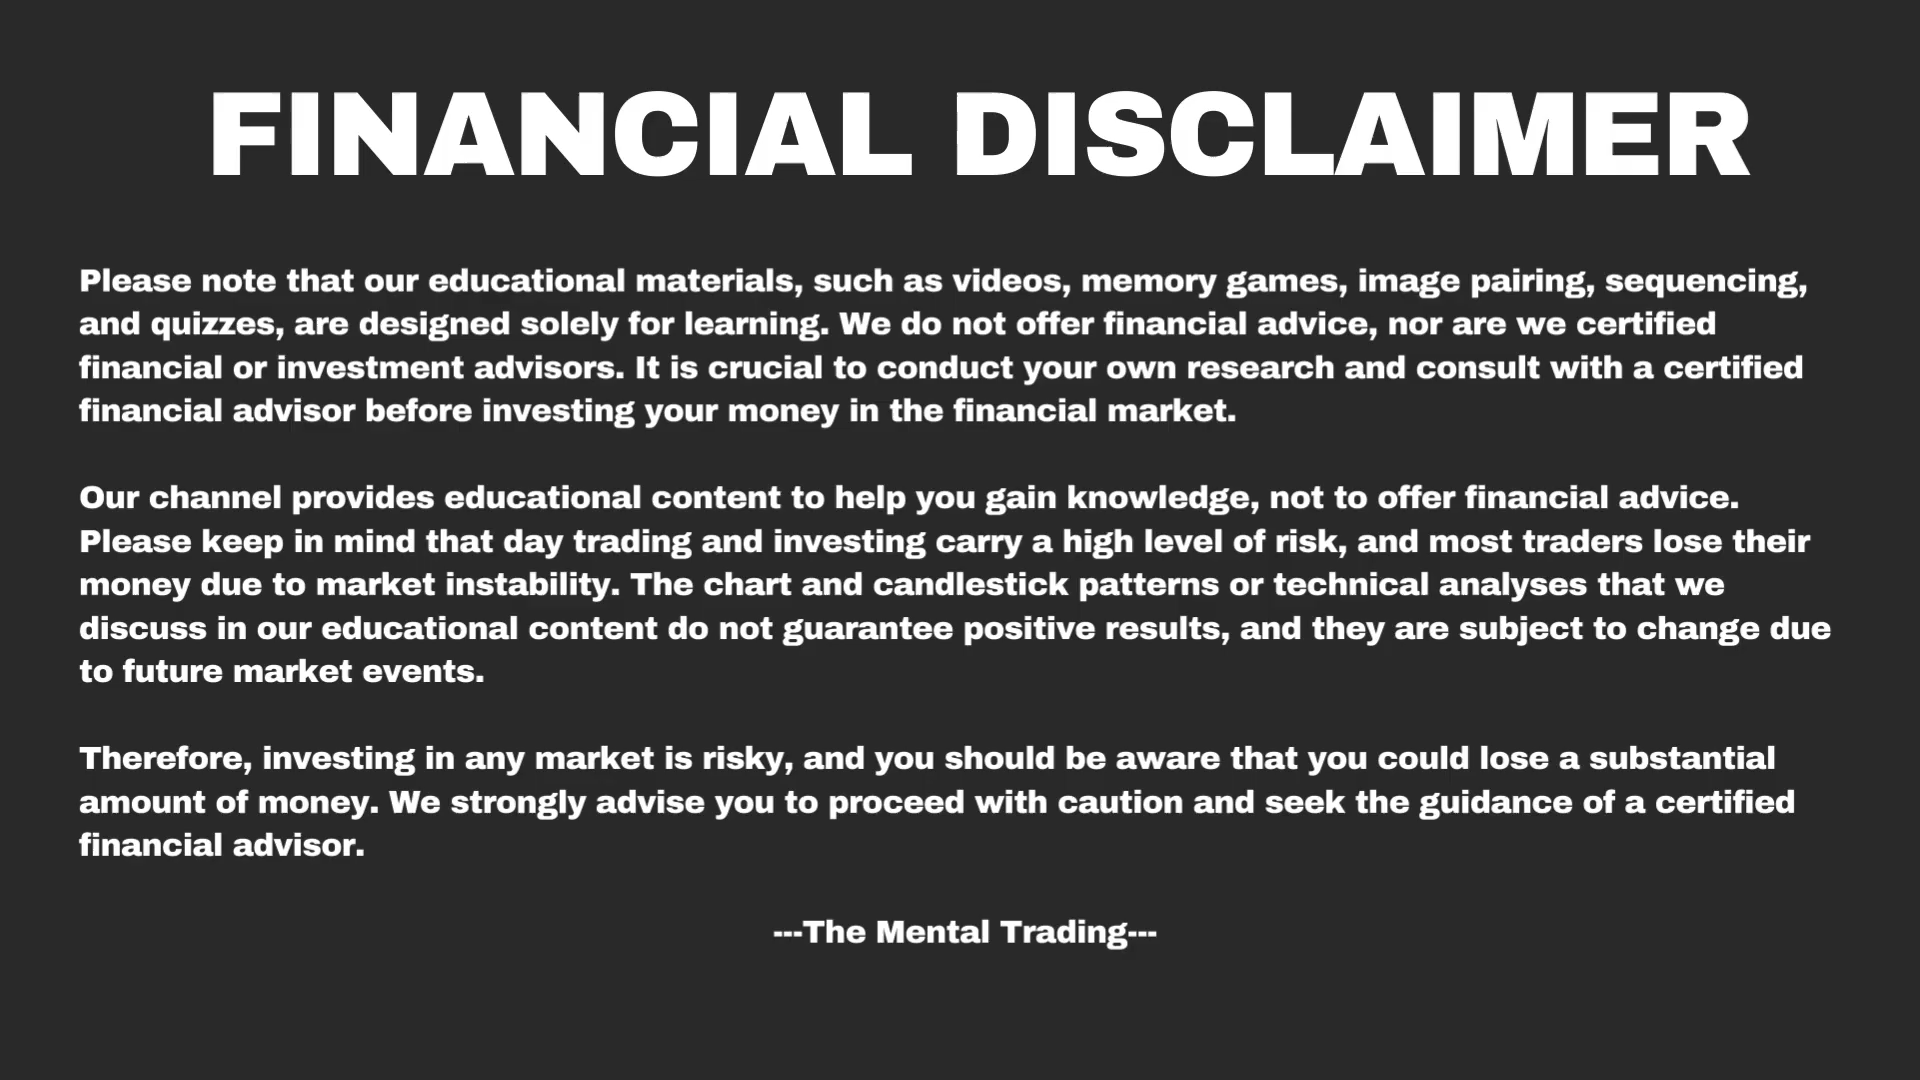 FINANCIAL DISCLAIMER
Please note that our educational materials, such as videos, memory games, image pairing, sequencing,
and quizzes, are designed solely for learning. We do not offer financial advice, nor are we certified
financial or investment advisors. It is crucial to conduct your own research and consult with a certified
financial advisor before investing your money in the financial market.
Our channel provides educational content to help you gain knowledge, not to offer financial advice.
Please keep in mind that day trading and investing carry a high level of risk, and most traders lose their
money due to market instability. The chart and candlestick patterns or technical analyses that we
discuss in our educational content do not guarantee positive results, and they are subject to change due
to future market events.
Therefore, investing in any market is risky, and you should be aware that you could lose a substantial
amount of money. We strongly advise you to proceed with caution and seek the guidance of a certified
financial advisor.
---The Mental Trading---